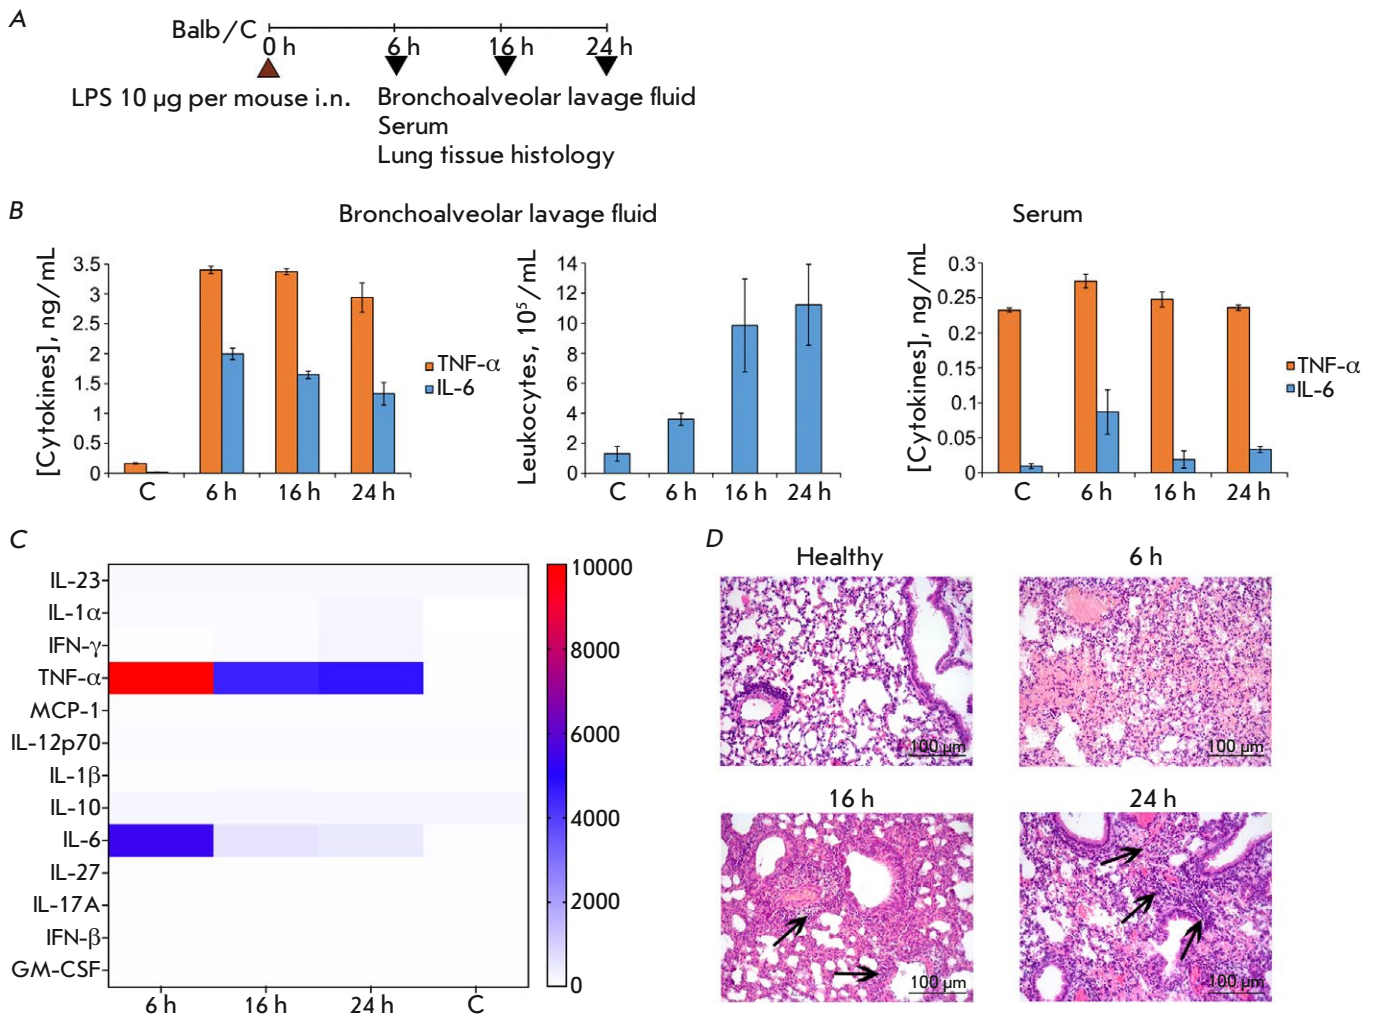 A
Balb/C
0 h
6 h
16 h
24 h
LPS 10 µg per mouse i.n.
Bronchoalveolar lavage fluid
Serum
Lung tissue histology
B
Bronchoalveolar lavage fluid
Serum
[Cytokines], ng/mL
3.5
3
2.5
2
1.5
1
0.5
0
C
6 h
16 h
24 h
TNF-α
IL-6
Leukocytes, 10⁵/mL
14
12
10
8
6
4
2
0
C
6 h
16 h
24 h
[Cytokines], ng/mL
0.3
0.25
0.2
0.15
0.1
0.05
0
C
6 h
16 h
24 h
TNF-α
IL-6
C
IL-23
IL-1α
IFN-γ
TNF-α
MCP-1
IL-12p70
IL-1β
IL-10
IL-6
IL-27
IL-17A
IFN-β
GM-CSF
6 h
16 h
24 h
C
10000
8000
6000
4000
2000
0
D
Healthy
6 h
100 µm
100 µm
16 h
24 h
100 µm
100 µm